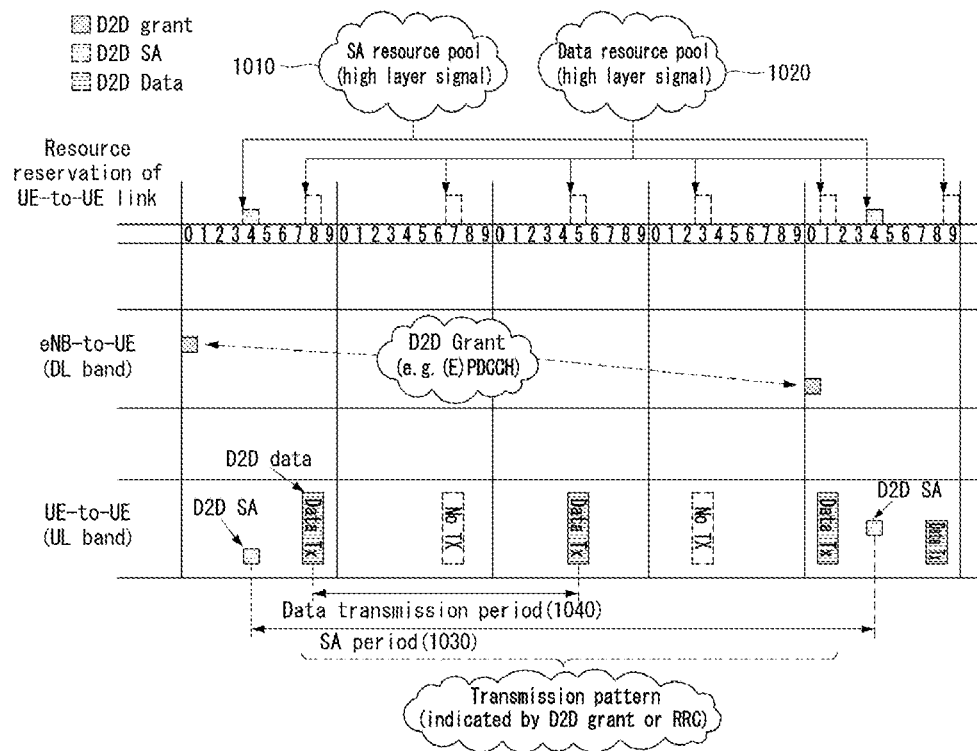 D2D grant
D2D SA
D2D Data
1010
SA resource pool
(high layer signal)
Data resource pool
(high layer signal)
1020
Resource
reservation of
UE-to-UE link
0 1 2 3 4 5 6 7 8 9 0 1 2 3 4 5 6 7 8 9 0 1 2 3 4 5 6 7 8 9 0 1 2 3 4 5 6 7 8 9 0 1 2 3 4 5 6 7 8 9
eNB-to-UE
(DL band)
D2D Grant
(e.g. (E)PDCCH)
D2D data
D2D SA
UE-to-UE
(UL band)
Data Tx
No TX
Data Tx
No TX
Data Tx
D2D SA
Data Tx
Data transmission period(1040)
SA period(1030)
Transmission pattern
(indicated by D2D grant or RRC)